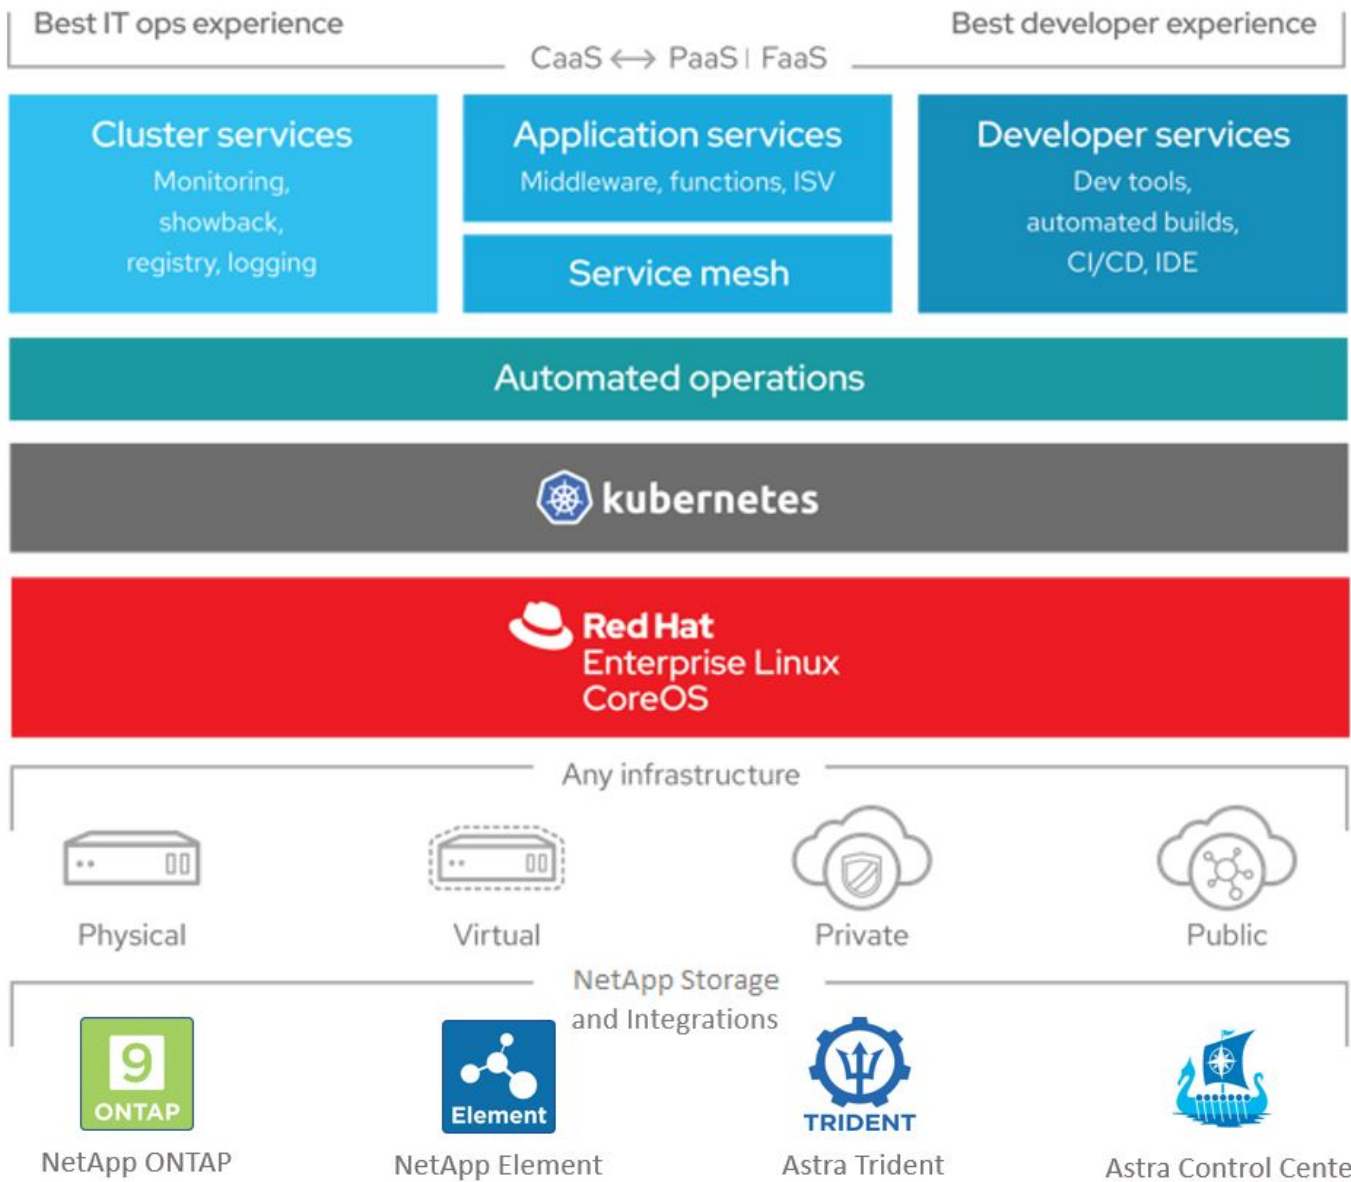 Best IT ops experience
Best developer experience
CaaS ↔ PaaS | FaaS
Cluster services
Monitoring,
showback,
registry, logging
Application services
Middleware, functions, ISV
Service mesh
Developer services
Dev tools,
automated builds,
CI/CD, IDE
Automated operations
kubernetes
Red Hat
Enterprise Linux
CoreOS
Any infrastructure
Physical
Virtual
Private
Public
NetApp Storage
and Integrations
9
ONTAP
NetApp ONTAP
Element
NetApp Element
TRIDENT
Astra Trident
Astra Control Cente